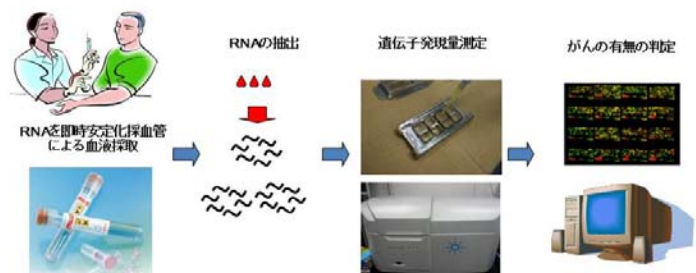 RNAを即時安定化採血管
による血液採取
RNAの抽出
遺伝子発現量測定
がんの有無の判定